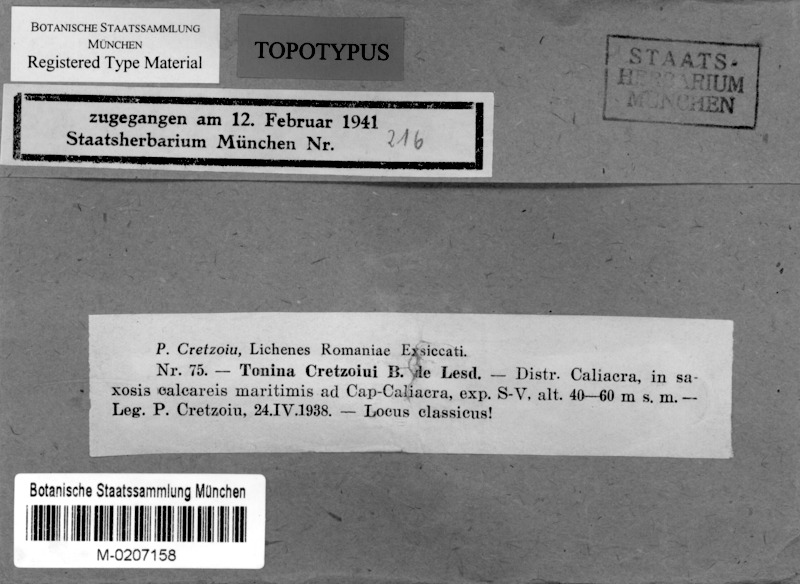 BOTANISCHE STAATSSAMMLUNG
MÜNCHEN
Registered Type Material
TOPOTYPUS
STAATS-
HERBARIUM
MÜNCHEN
zugegangen am 12. Februar 1941
Staatsherbarium München Nr. 216
P. Cretzoiu, Lichenes Romaniae Exsiccati.
Nr. 75. — Tonina Cretzoiui B. de Lesd. — Distr. Caliacra, in sa-
xosis calcareis maritimis ad Cap-Caliacra, exp. S-V, alt. 40—60 m s. m. —
Leg. P. Cretzoiu, 24.IV.1938. — Locus classicus!
Botanische Staatssammlung München
M-0207158